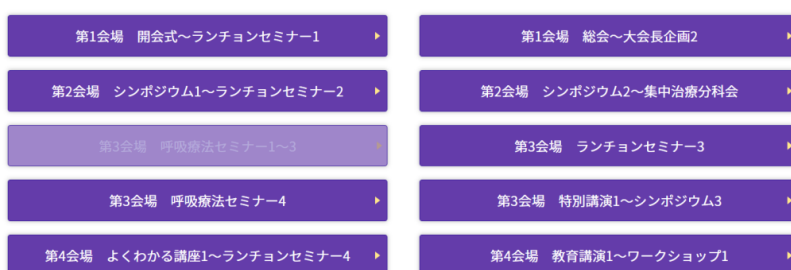 第1会場　開会式～ランチョンセミナー1
第1会場　総会～大会長企画2
第2会場　シンポジウム1～ランチョンセミナー2
第2会場　シンポジウム2～集中治療分科会
第3会場　呼吸療法セミナー1～3
第3会場　ランチョンセミナー3
第3会場　呼吸療法セミナー4
第3会場　特別講演1～シンポジウム3
第4会場　よくわかる講座1～ランチョンセミナー4
第4会場　教育講演1～ワークショップ1